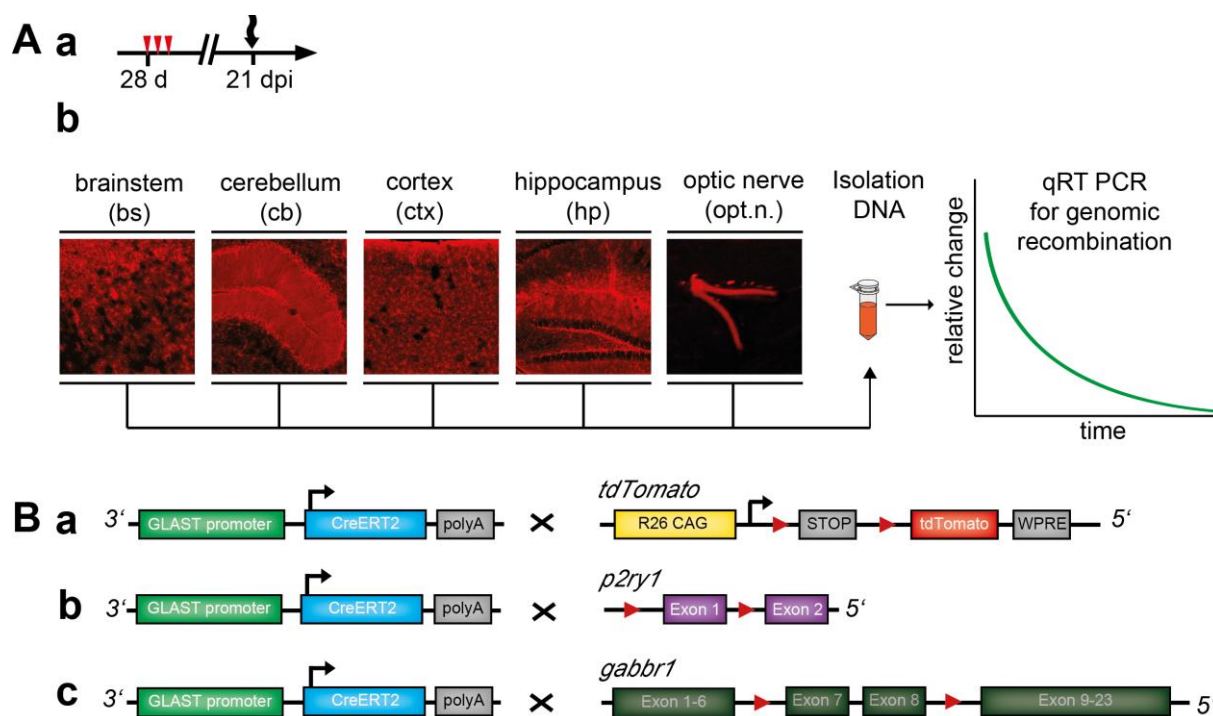 A a
28 d
21 dpi
b
brainstem
(bs)
cerebellum
(cb)
cortex
(ctx)
hippocampus
(hp)
optic nerve
(opt.n.)
Isolation
DNA
qRT PCR
for genomic
recombination
relative change
time
B a
3‘ GLAST promoter CreERT2 polyA
tdTomato
R26 CAG STOP tdTomato WPRE 5‘
b
3‘ GLAST promoter CreERT2 polyA
p2ry1
Exon 1 Exon 2 5‘
c
3‘ GLAST promoter CreERT2 polyA
gabbr1
Exon 1-6 Exon 7 Exon 8 Exon 9-23 5‘